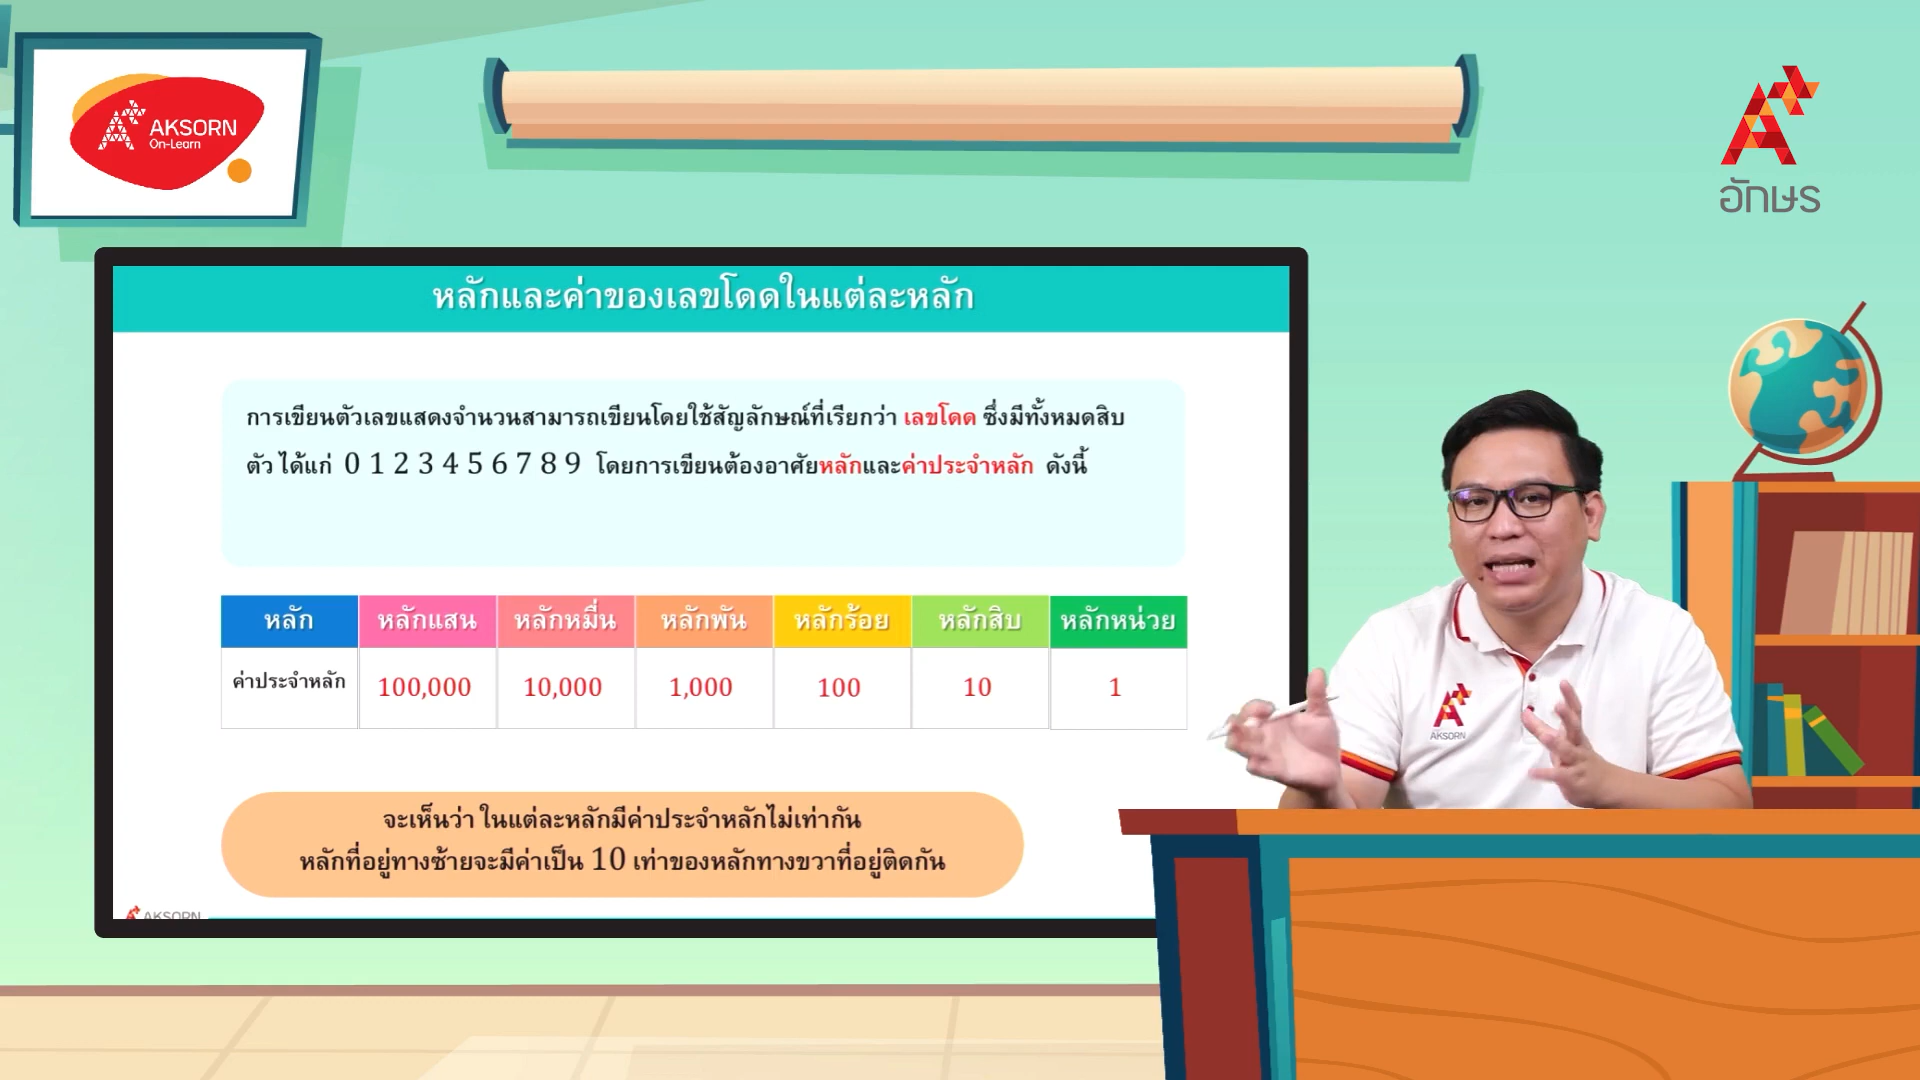 AKSORN
On-Learn
อักษร
หลักและค่าของเลขโดดในแต่ละหลัก
การเขียนตัวเลขแสดงจำนวนสามารถเขียนโดยใช้สัญลักษณ์ที่เรียกว่า เลขโดด ซึ่งมีทั้งหมดสิบ
ตัว ได้แก่ 0 1 2 3 4 5 6 7 8 9 โดยการเขียนต้องอาศัยหลักและค่าประจำหลัก ดังนี้
หลัก หลักแสน หลักหมื่น หลักพัน หลักร้อย หลักสิบ หลักหน่วย
ค่าประจำหลัก 100,000 10,000 1,000 100 10 1
จะเห็นว่า ในแต่ละหลักมีค่าประจำหลักไม่เท่ากัน
หลักที่อยู่ทางซ้ายจะมีค่าเป็น 10 เท่าของหลักทางขวาที่อยู่ติดกัน
AKSORN
AKSORN